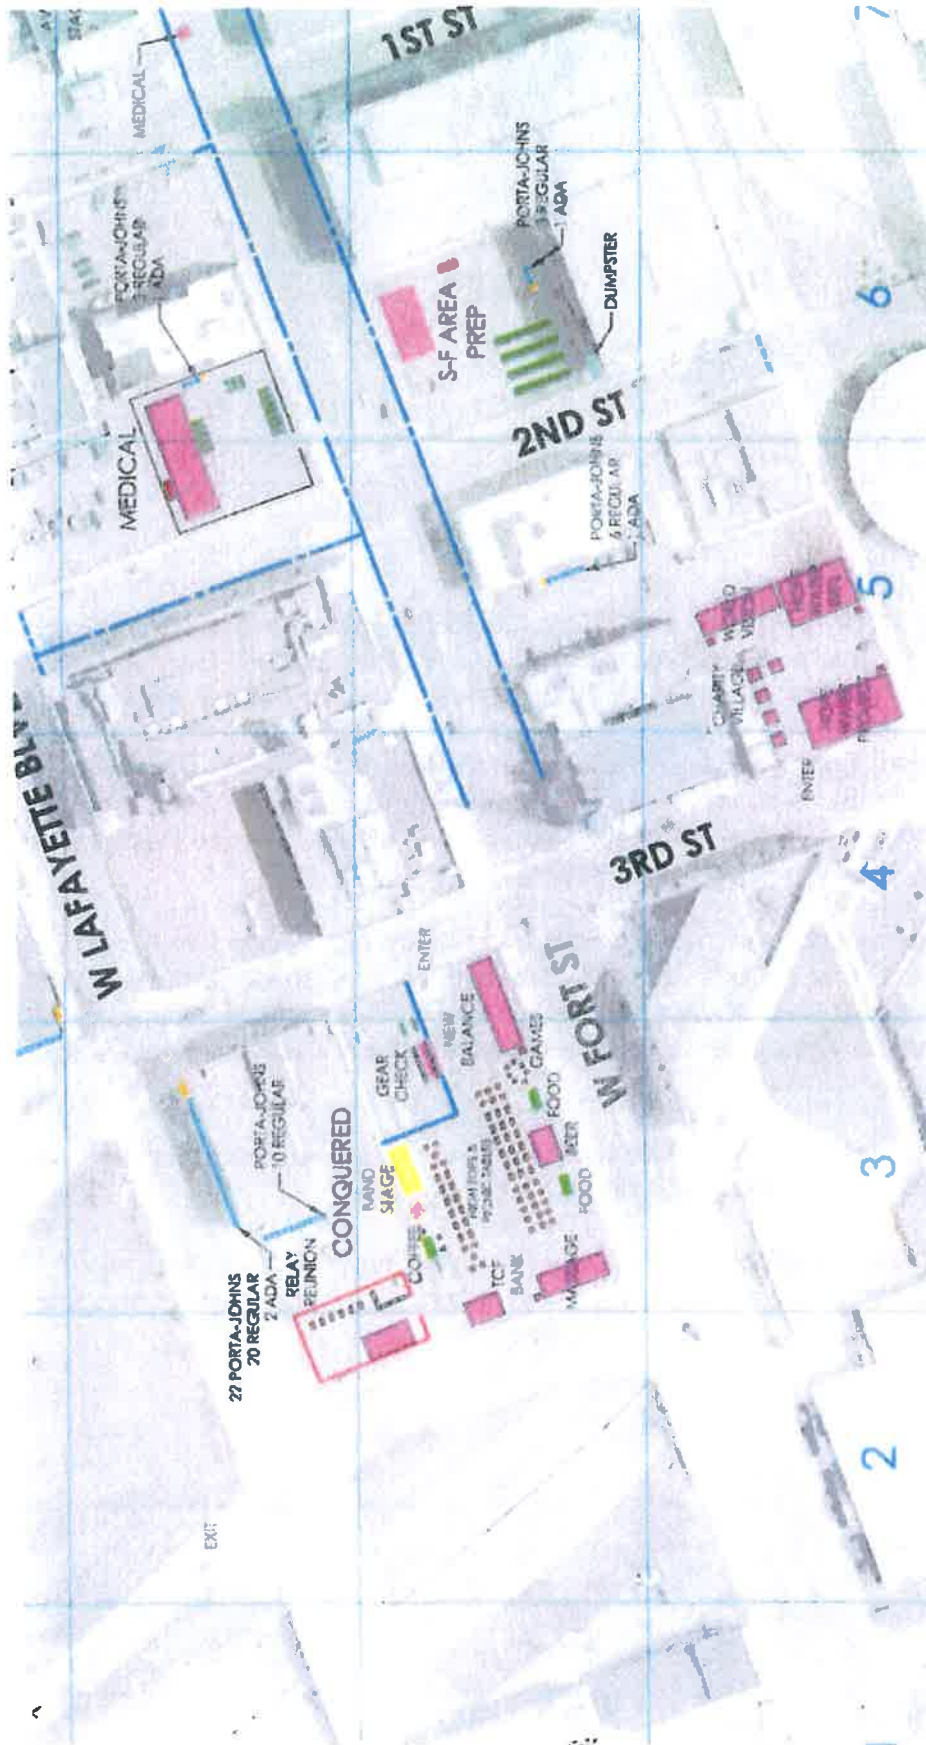 1ST ST
7
MEDICAL
PORTA-JOHNS
REGULAR
ADA
MEDICAL
PORTA-JOHNS
REGULAR
1 ADA
DUMPSTER
S-F AREA
PREP
6
2ND ST
PORTA-JOHNS
6 REGULAR
ADA
5
CHARITY
VILLAGE
ENTER
W LAFAYETTE BLVD
3RD ST
4
ENTER
W FORT ST
NEW
BALANCE
GAMES
GEAR
CHECK
FOOD
BEER
FOOD
PORTA-JOHNS
10 REGULAR
CONQUERED
BAND
STAGE
COFFEE
PICNIC TABLES
3
22 PORTA-JOHNS
20 REGULAR
2 ADA
RELAY
REUNION
TCF
BANK
MASSAGE
2
EXIT